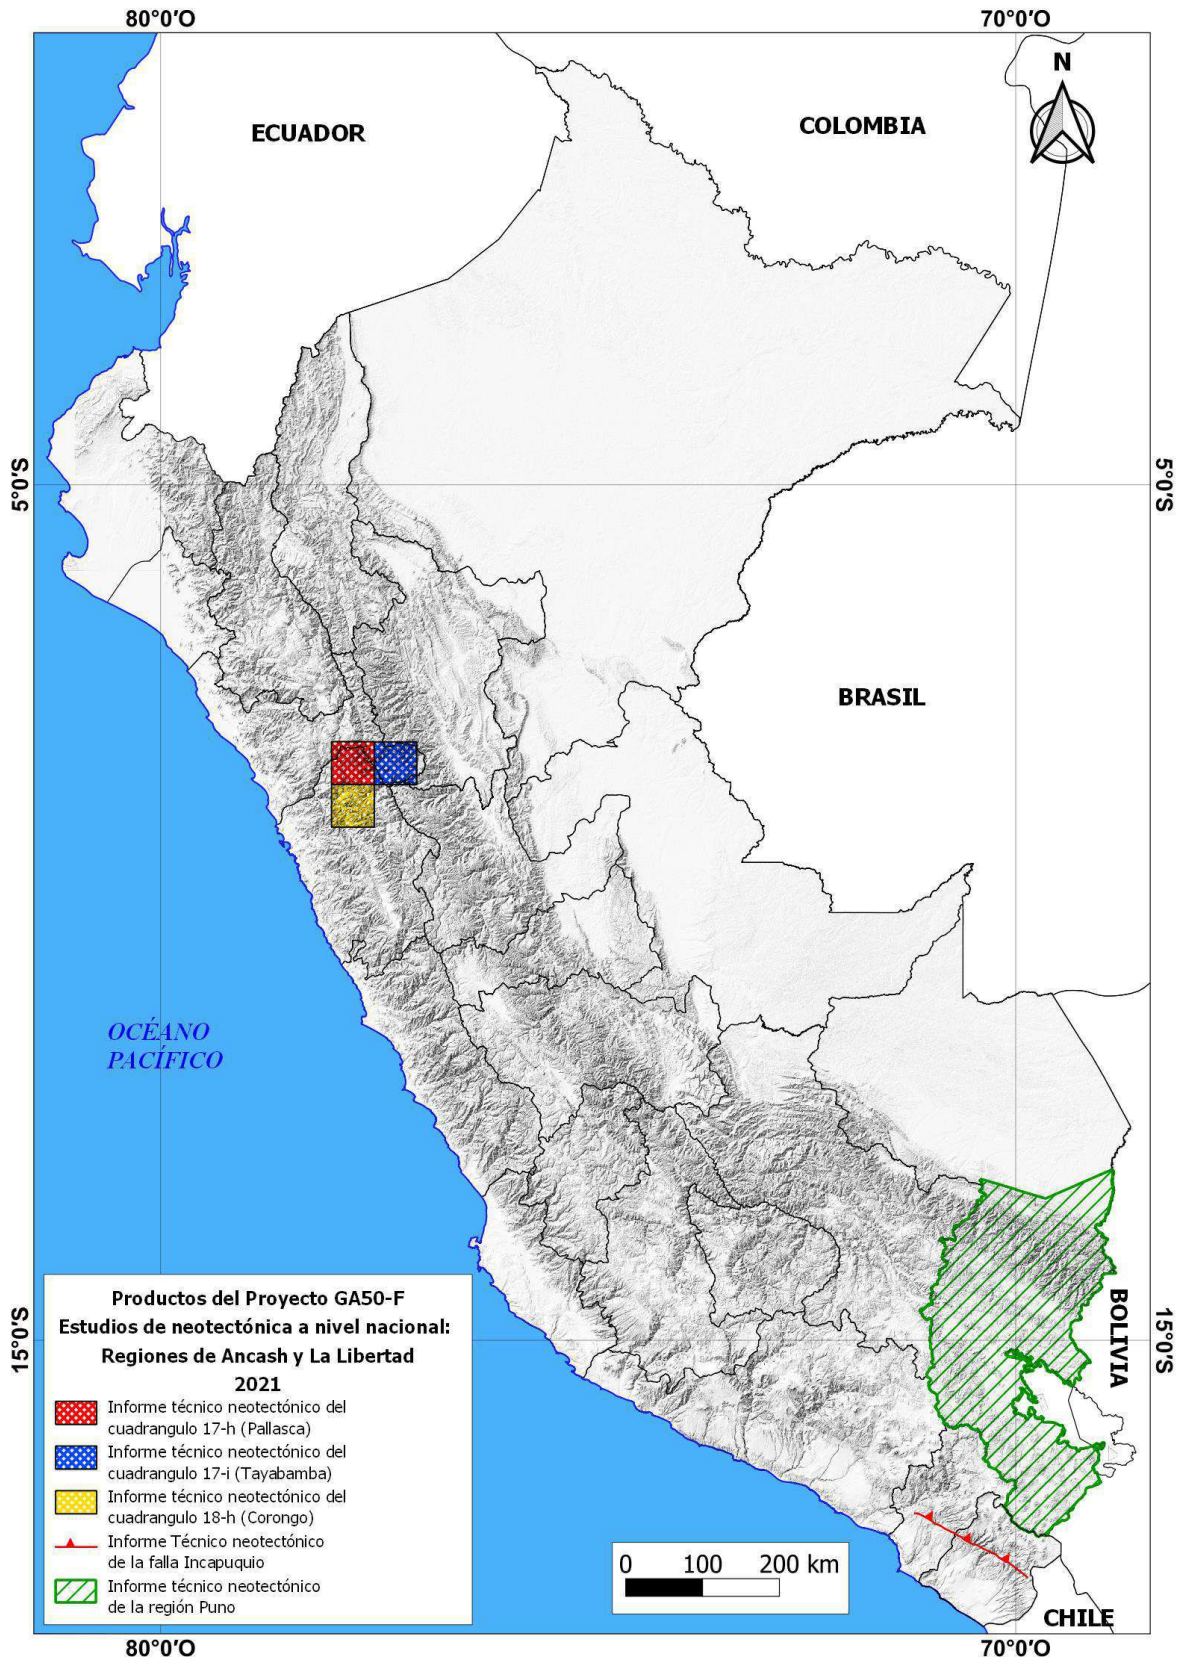 80°0'O
70°0'O
N
ECUADOR
COLOMBIA
5°0'S
5°0'S
BRASIL
OCÉANO
PACÍFICO
BOLIVIA
15°0'S
15°0'S
Productos del Proyecto GA50-F
Estudios de neotectónica a nivel nacional:
Regiones de Ancash y La Libertad
2021
Informe técnico neotectónico del
cuadrangulo 17-h (Pallasca)
Informe técnico neotectónico del
cuadrangulo 17-i (Tayabamba)
Informe técnico neotectónico del
cuadrangulo 18-h (Corongo)
Informe Técnico neotectónico
de la falla Incapuquio
Informe técnico neotectónico
de la región Puno
0 100 200 km
CHILE
80°0'O
70°0'O